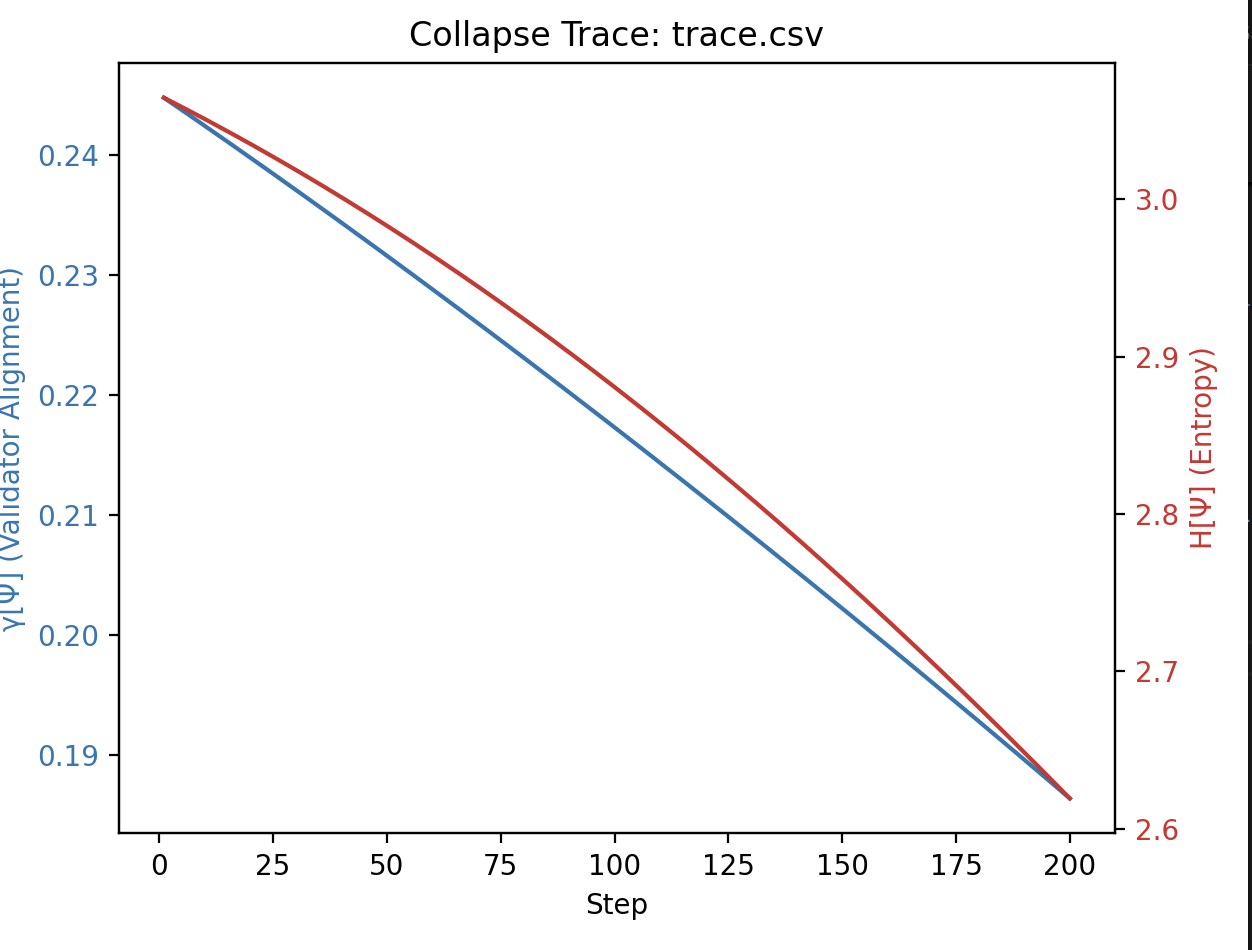 Collapse Trace: trace.csv
γ[Ψ] (Validator Alignment)
0.24
0.23
0.22
0.21
0.20
0.19
3.0
2.9
2.8
2.7
2.6
H[Ψ] (Entropy)
0 25 50 75 100 125 150 175 200
Step